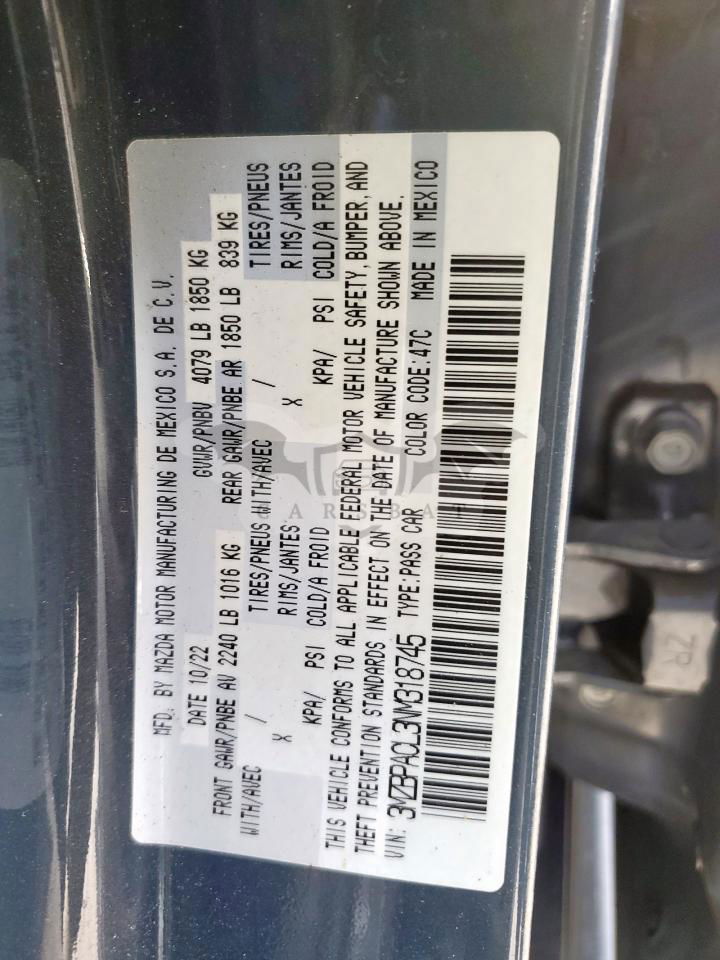 MFD. BY MAZDA MOTOR MANUFACTURING DE MEXICO S.A. DE C.V.
DATE 10/22 GVWR/PNBV 4079 LB 1850 KG
FRONT GAWR/PNBE AV 2240 LB 1016 KG REAR GAWR/PNBE AR 1850 LB 839 KG
WITH/AVEC / TIRES/PNEUS WITH/AVEC / TIRES/PNEUS
X RIMS/JANTES X RIMS/JANTES
KPA/ PSI COLD/A FROID KPA/ PSI COLD/A FROID
THIS VEHICLE CONFORMS TO ALL APPLICABLE FEDERAL MOTOR VEHICLE SAFETY, BUMPER, AND
THEFT PREVENTION STANDARDS IN EFFECT ON THE DATE OF MANUFACTURE SHOWN ABOVE.
VIN: 3MZBPACL3NM318745 TYPE:PASS CAR COLOR CODE:47C MADE IN MEXICO
CARSBAT
ZR